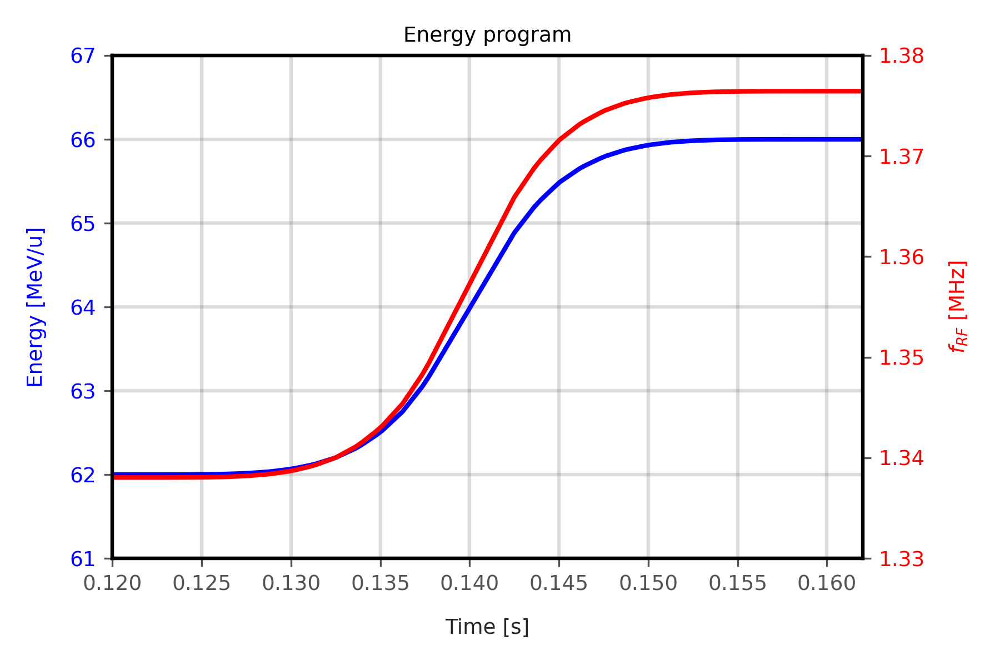 Energy program
67
66
65
64
63
62
61
Energy [MeV/u]
1.38
1.37
1.36
1.35
1.34
1.33
f_RF [MHz]
0.120 0.125 0.130 0.135 0.140 0.145 0.150 0.155 0.160
Time [s]